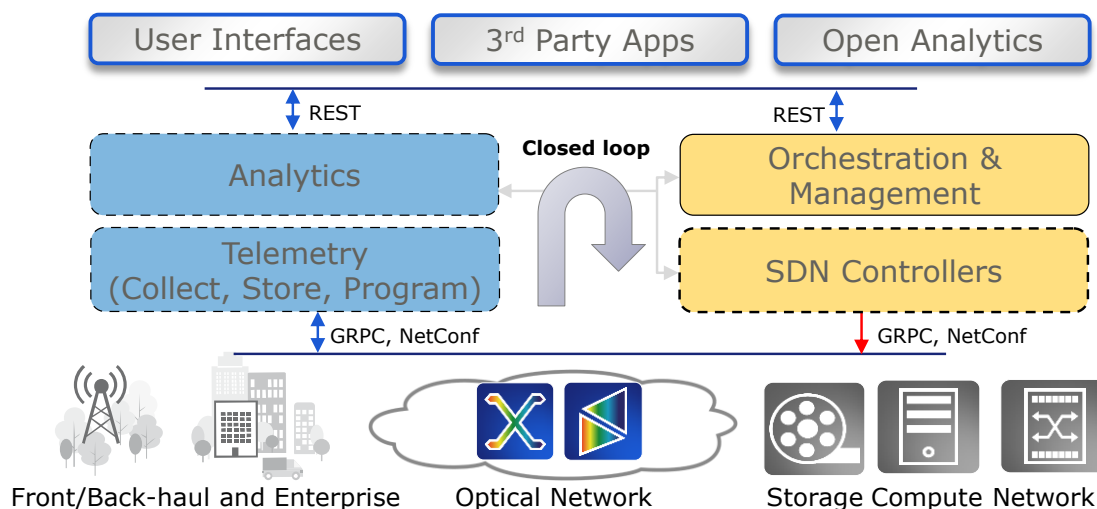 User Interfaces
3rd Party Apps
Open Analytics
REST
REST
Analytics
Closed loop
Orchestration &
Management
Telemetry
(Collect, Store, Program)
SDN Controllers
GRPC, NetConf
GRPC, NetConf
Front/Back-haul and Enterprise
Optical Network
Storage
Compute
Network